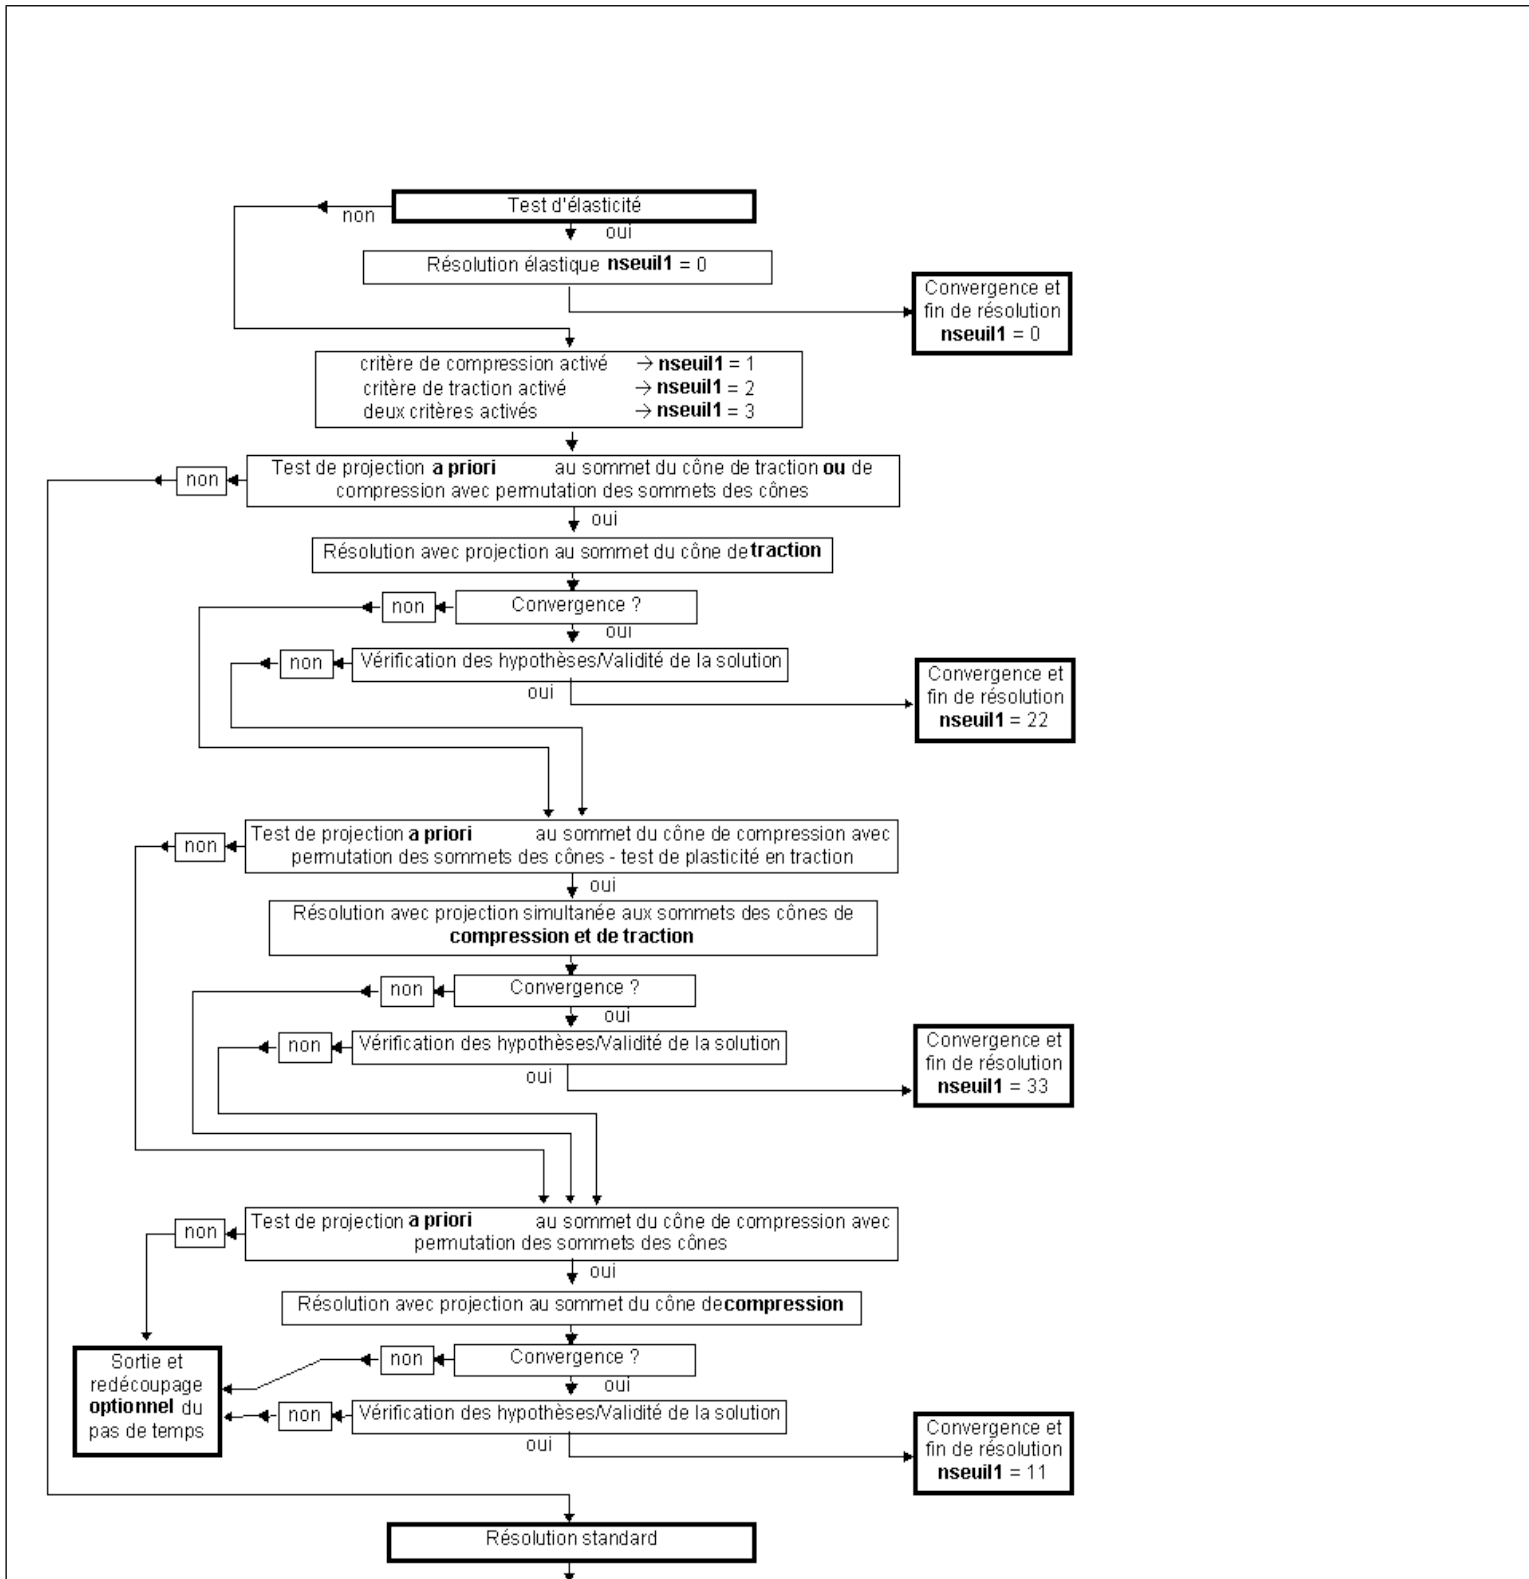 Test d'élasticité
non
oui
Résolution élastique nseuil1 = 0
Convergence et
fin de résolution
nseuil1 = 0
critère de compression activé → nseuil1 = 1
critère de traction activé → nseuil1 = 2
deux critères activés → nseuil1 = 3
Test de projection a priori au sommet du cône de traction ou de
compression avec permutation des sommets des cônes
non
oui
Résolution avec projection au sommet du cône de traction
Convergence ?
non
oui
Vérification des hypothèses/Validité de la solution
non
oui
Convergence et
fin de résolution
nseuil1 = 22
Test de projection a priori au sommet du cône de compression avec
permutation des sommets des cônes - test de plasticité en traction
non
oui
Résolution avec projection simultanée aux sommets des cônes de
compression et de traction
Convergence ?
non
oui
Vérification des hypothèses/Validité de la solution
non
oui
Convergence et
fin de résolution
nseuil1 = 33
Test de projection a priori au sommet du cône de compression avec
permutation des sommets des cônes
non
oui
Résolution avec projection au sommet du cône de compression
Convergence ?
non
oui
Sortie et
redécoupage
optionnel du
pas de temps
Vérification des hypothèses/Validité de la solution
non
oui
Convergence et
fin de résolution
nseuil1 = 11
Résolution standard